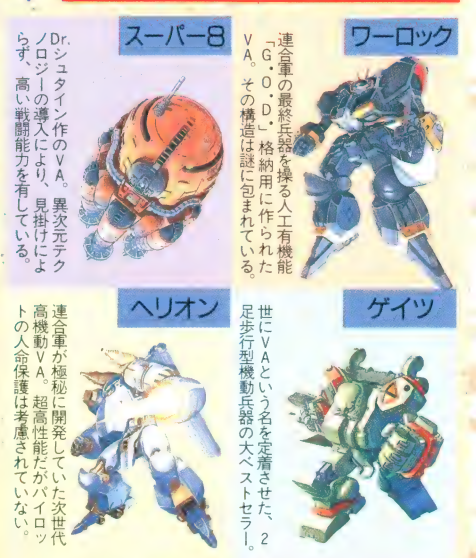 ワーロック
連合軍の最終兵器を操る人工有機能
「G・O・D・」格納用に作られた
VA。その構造は謎に包まれている。
スーパー8
Dr.シュタイン作のVA。異次元テク
ノロジーの導入により、見掛けによ
らず、高い戦闘能力を有している。
ゲイツ
世にVAという名を定着させた、2
足歩行型機動兵器の大ベストセラー。
ヘリオン
連合軍が極秘に開発していた次世代
高機動VA。超高性能だがパイロッ
トの人命保護は考慮されていない。